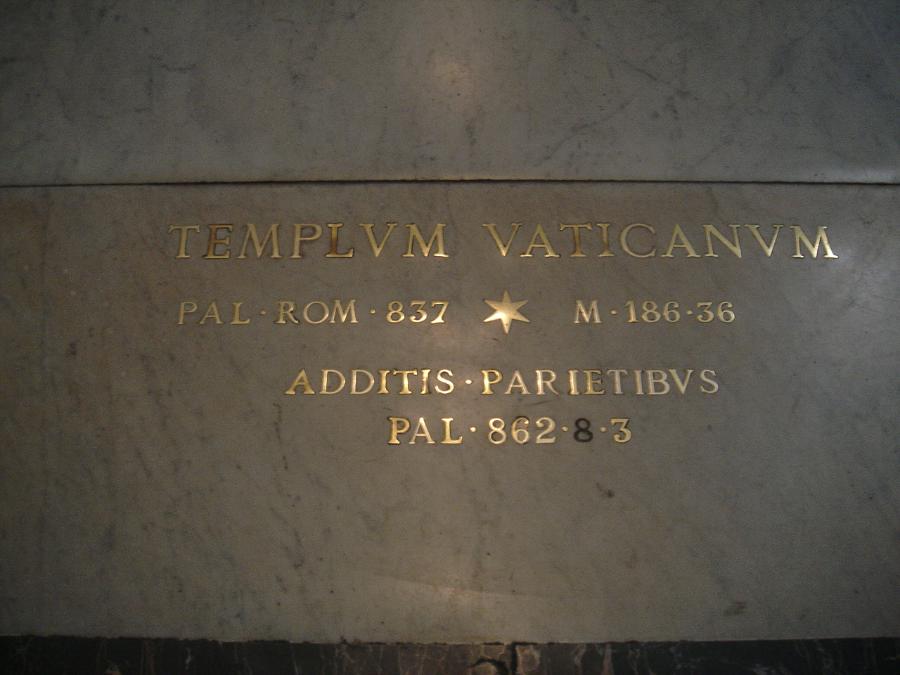 TEMPLVM VATICANVM
PAL·ROM·837 ★ M·186·36
ADDITIS·PARIETIBVS
PAL·862·8·3